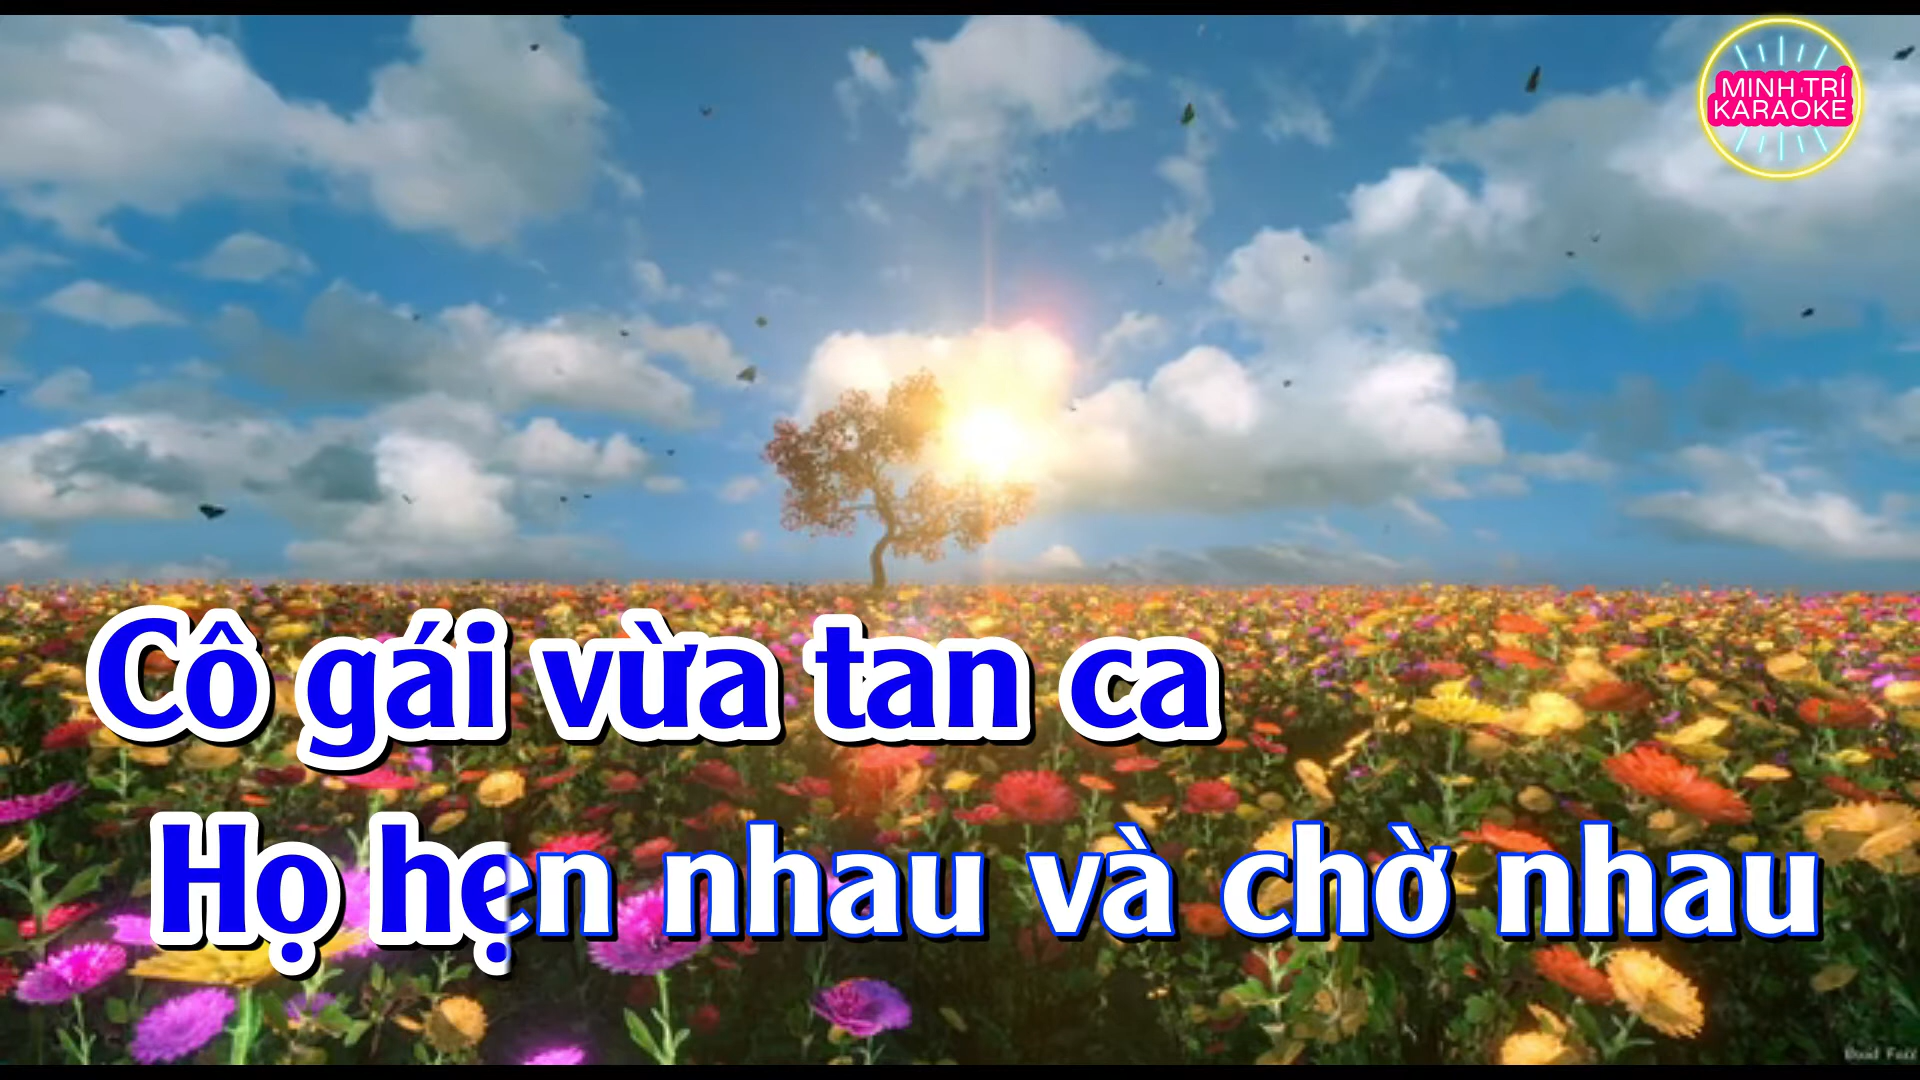 MINH TRÍ
KARAOKE
Cô gái vừa tan ca
Họ hẹn nhau và chờ nhau